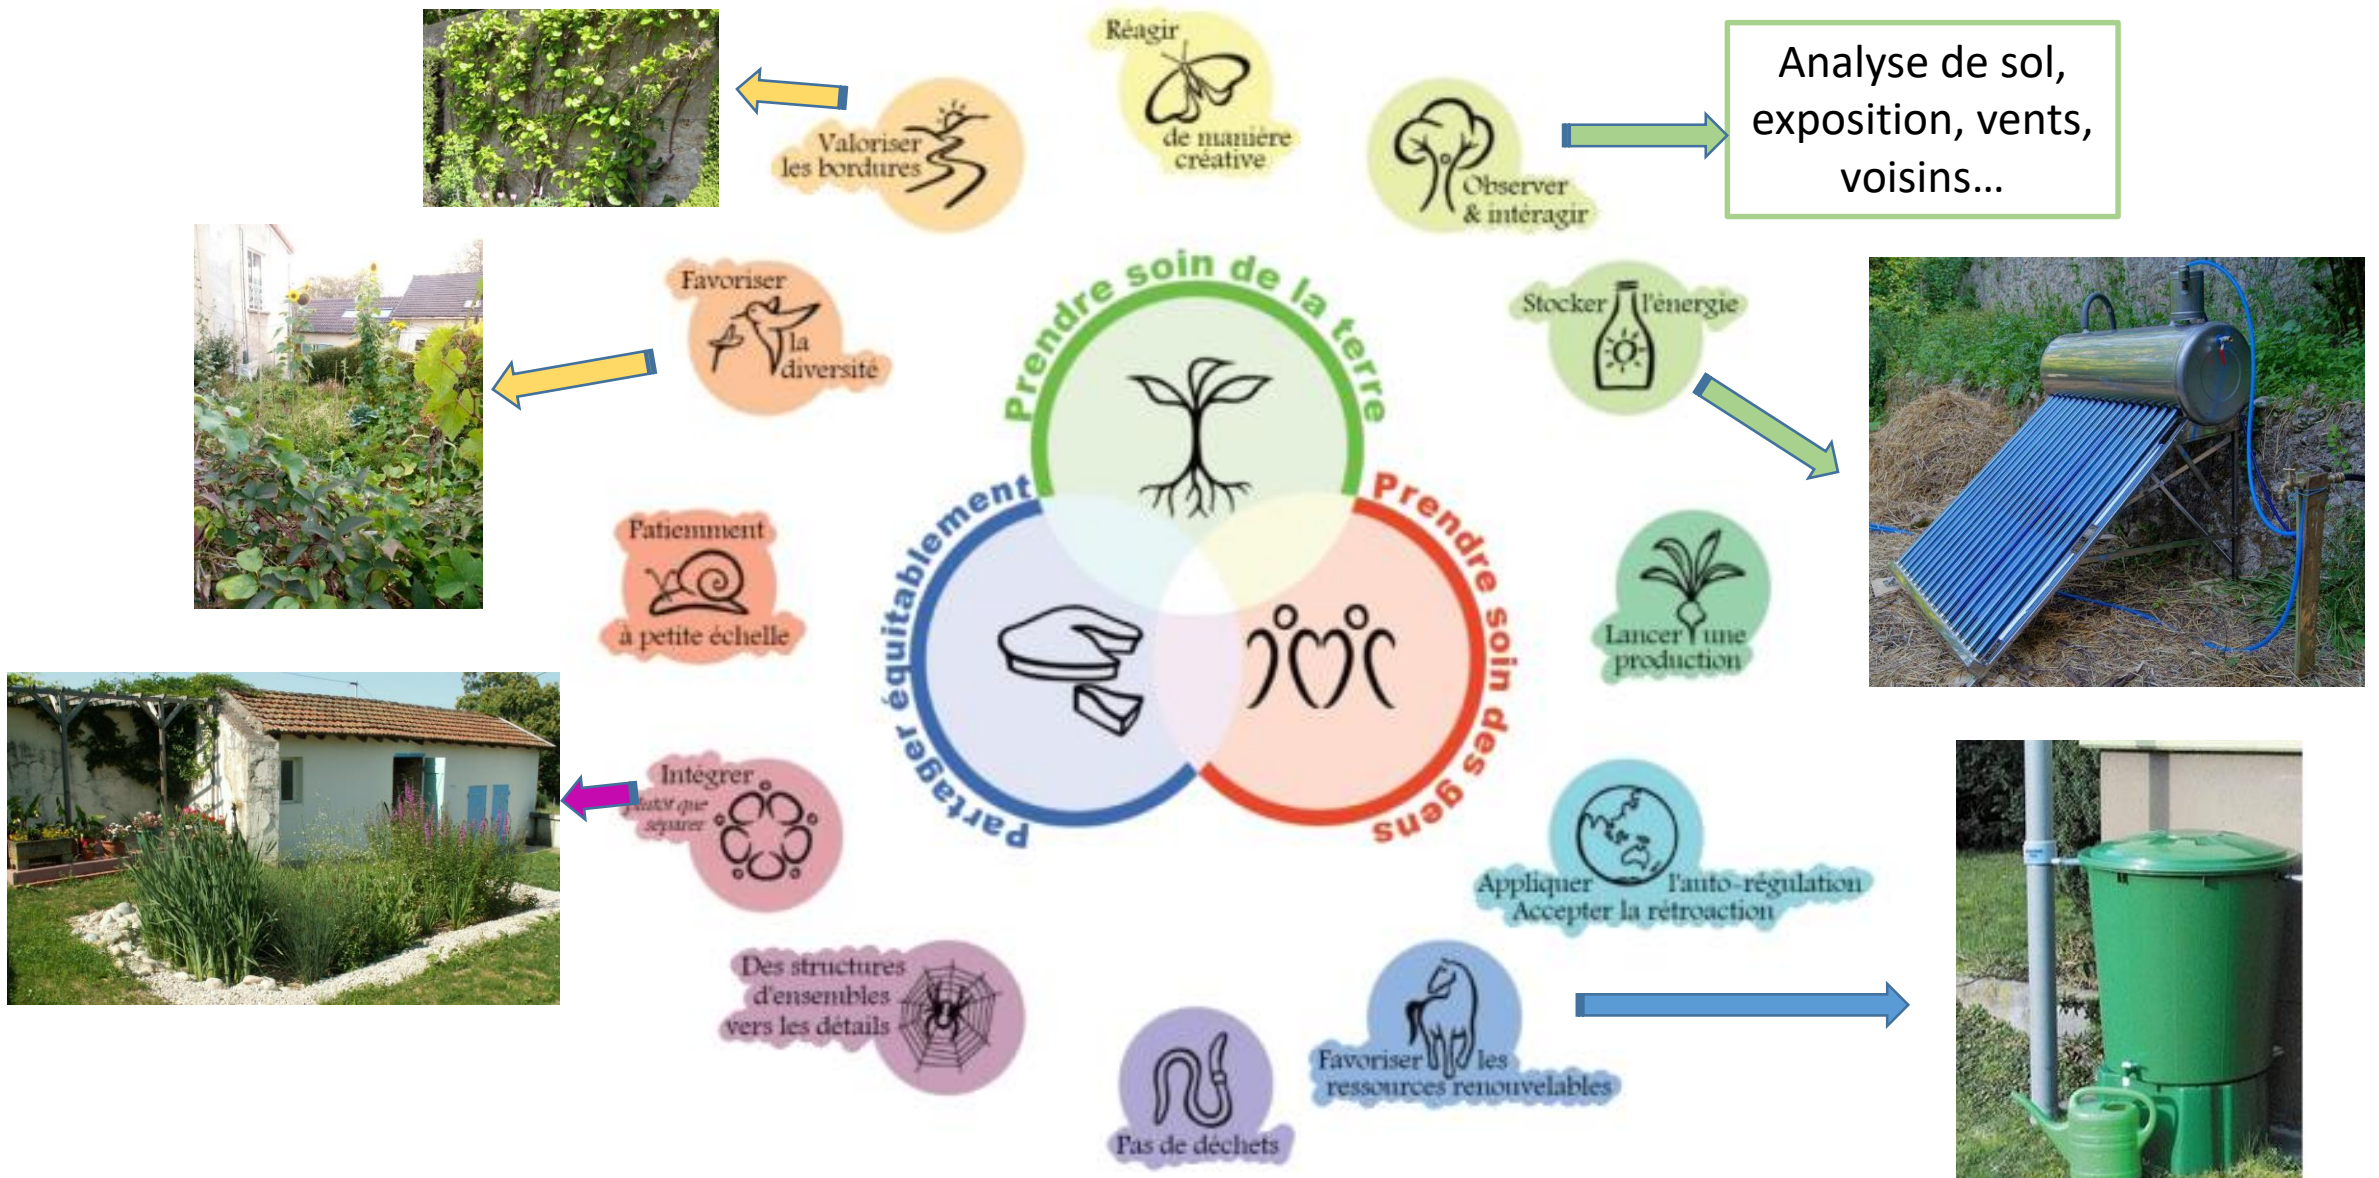 Réagir
de manière
créative
Analyse de sol,
exposition, vents,
voisins...
Valoriser
les bordures
Observer
& intéragir
Favoriser
la
diversité
Stocker l'énergie
Prendre soin de la terre
Patiemment
à petite échelle
Partager équitablement
Prendre soin des gens
Lancer une
production
Intégrer
plutôt que
séparer
Appliquer l'auto-régulation
Accepter la rétroaction
Des structures
d'ensembles
vers les détails
Favoriser les
ressources renouvelables
Pas de déchets